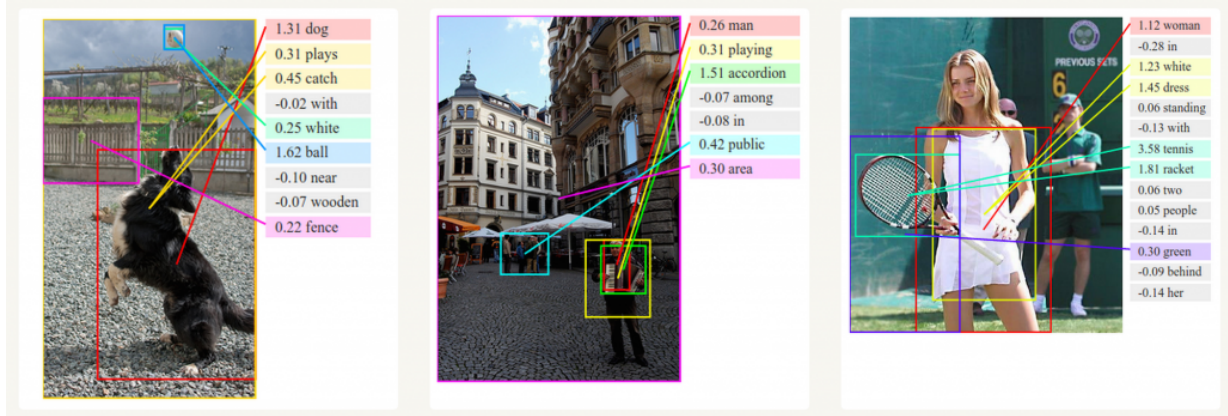 1.31 dog
0.31 plays
0.45 catch
-0.02 with
0.25 white
1.62 ball
-0.10 near
-0.07 wooden
0.22 fence
0.26 man
0.31 playing
1.51 accordion
-0.07 among
-0.08 in
0.42 public
0.30 area
PREVIOUS SETS
6
1.12 woman
-0.28 in
1.23 white
1.45 dress
0.06 standing
-0.13 with
3.58 tennis
1.81 racket
0.06 two
0.05 people
-0.14 in
0.30 green
-0.09 behind
-0.14 her